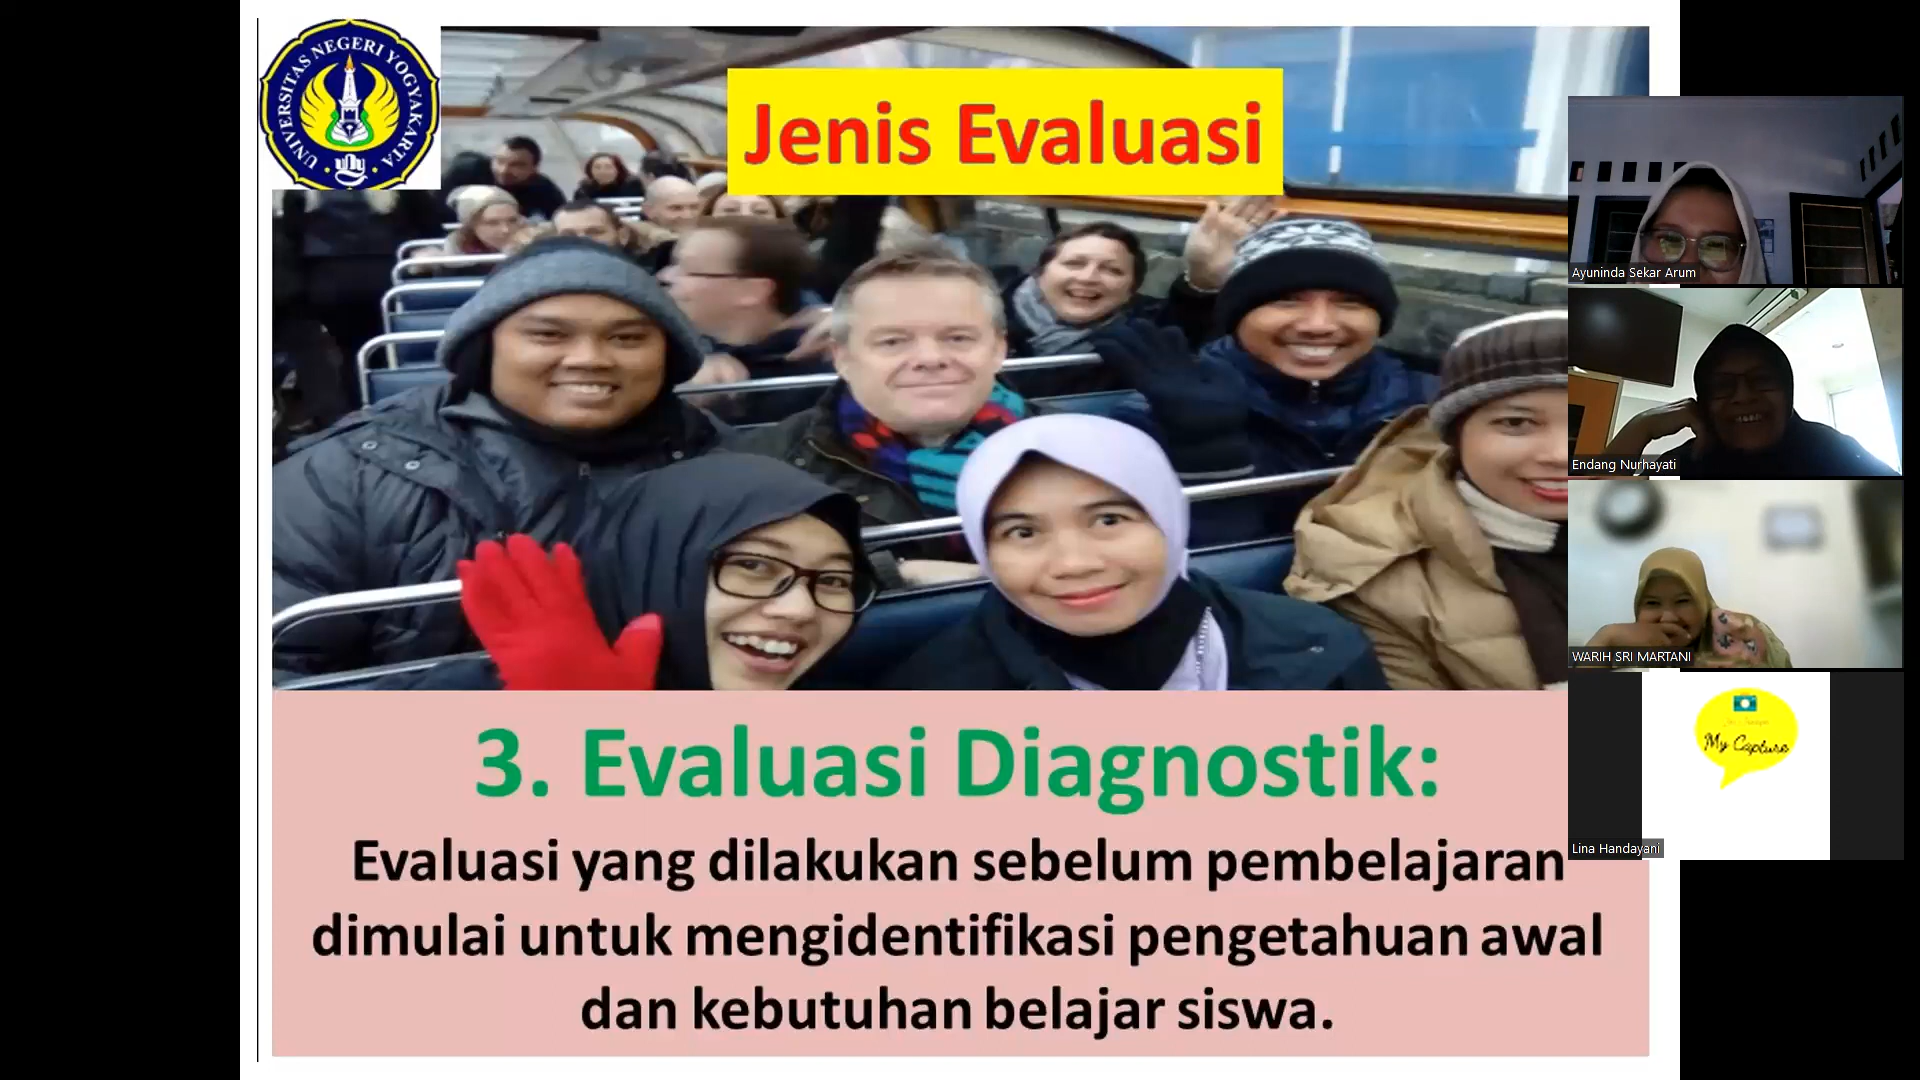 UNIVERSITAS NEGERI YOGYAKARTA
Jenis Evaluasi
3. Evaluasi Diagnostik:
Evaluasi yang dilakukan sebelum pembelajaran
dimulai untuk mengidentifikasi pengetahuan awal
dan kebutuhan belajar siswa.
Ayuninda Sekar Arum
Endang Nurhayati
WARIH SRI MARTANI
My Capture
Lina Handayani